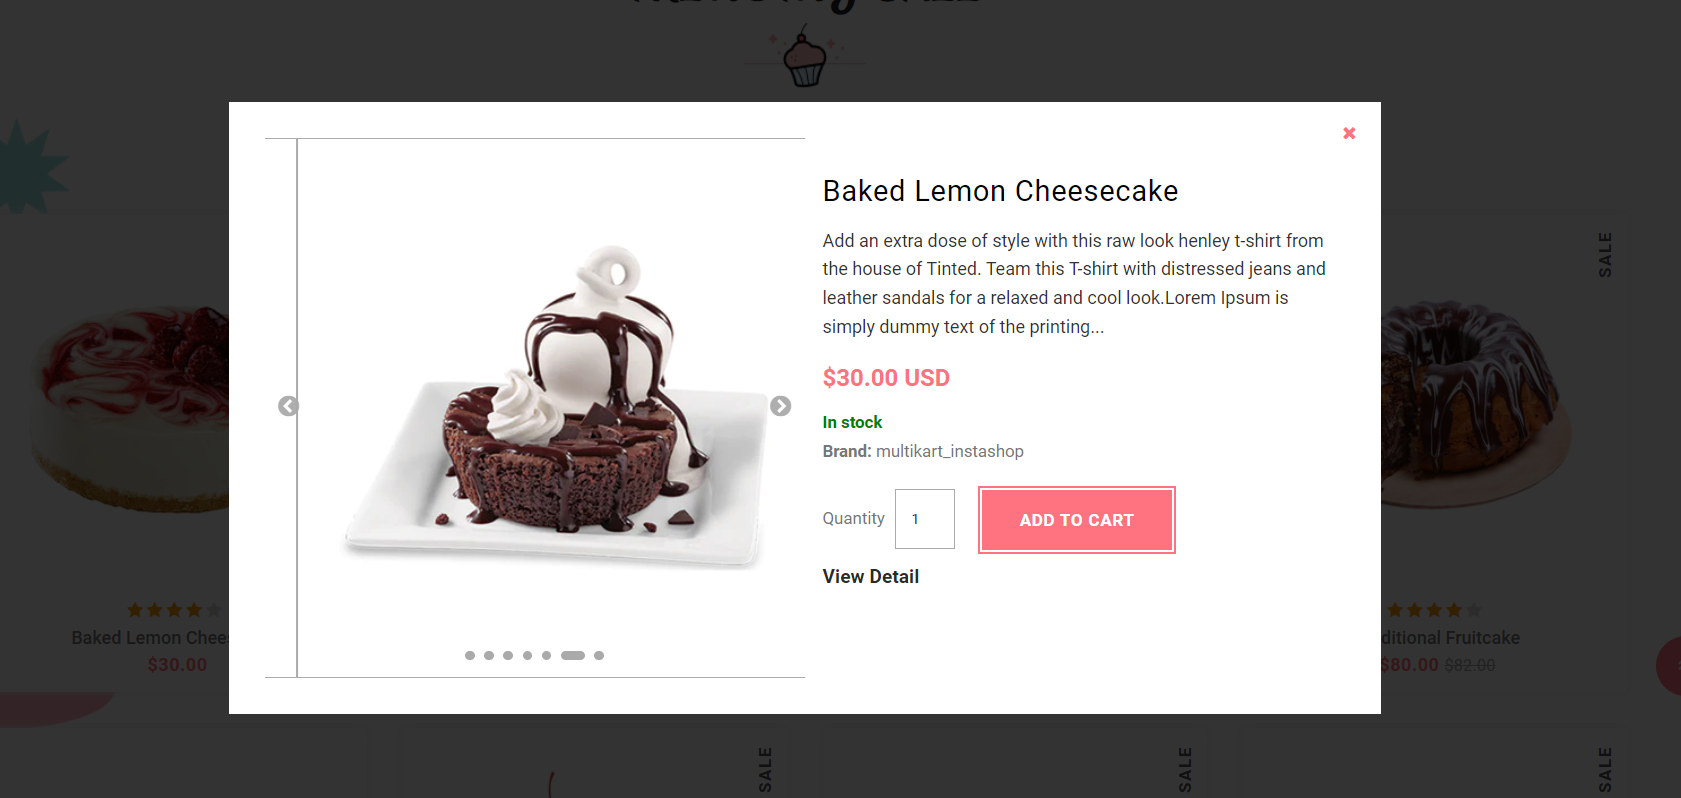 Baked Lemon Cheesecake
Add an extra dose of style with this raw look henley t-shirt from
the house of Tinted. Team this T-shirt with distressed jeans and
leather sandals for a relaxed and cool look.Lorem Ipsum is
simply dummy text of the printing...
$30.00 USD
In stock
Brand: multikart_instashop
Quantity 1 ADD TO CART
View Detail
SALE
Baked Lemon Chees
$30.00
ditional Fruitcake
$80.00 $82.00
SALE
SALE
SALE